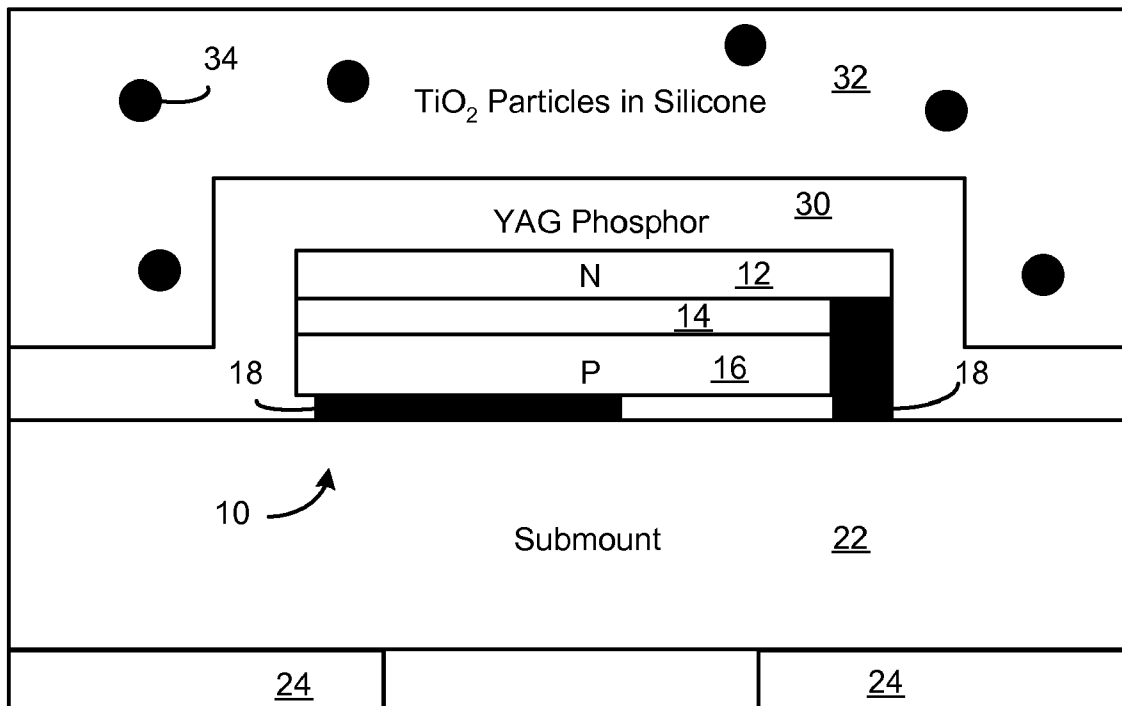 34
32
TiO₂ Particles in Silicone
30
YAG Phosphor
N 12
14
18 P 16 18
10
Submount 22
24 24